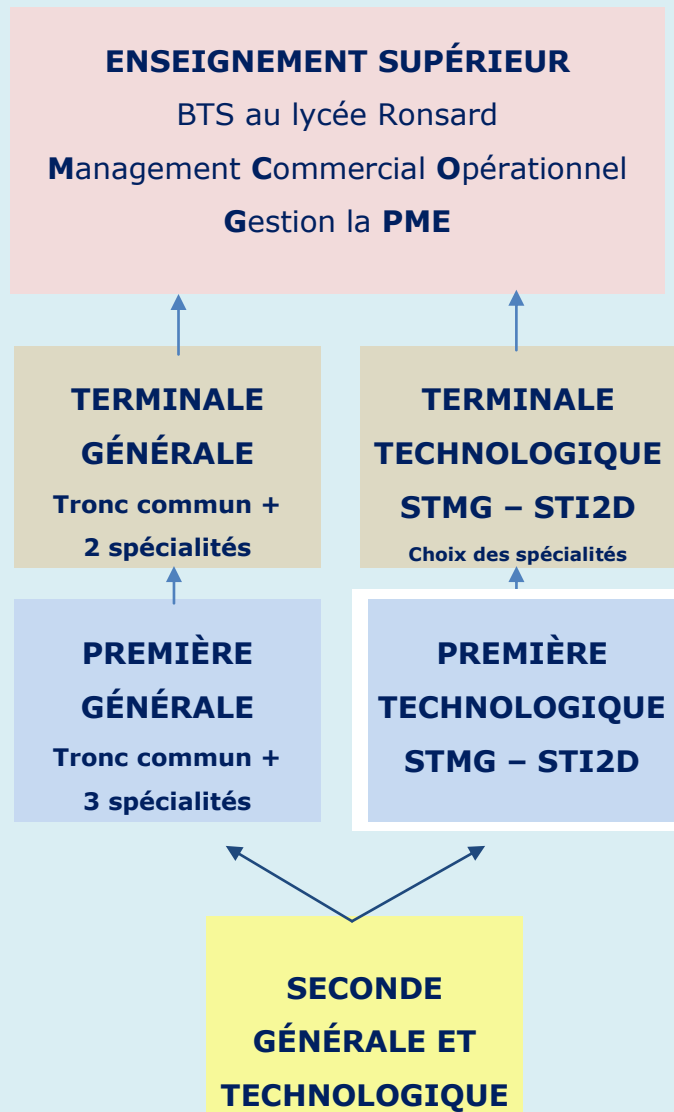 ENSEIGNEMENT SUPÉRIEUR
BTS au lycée Ronsard
Management Commercial Opérationnel
Gestion la PME
TERMINALE
GÉNÉRALE
Tronc commun +
2 spécialités
TERMINALE
TECHNOLOGIQUE
STMG – STI2D
Choix des spécialités
PREMIÈRE
GÉNÉRALE
Tronc commun +
3 spécialités
PREMIÈRE
TECHNOLOGIQUE
STMG – STI2D
SECONDE
GÉNÉRALE ET
TECHNOLOGIQUE